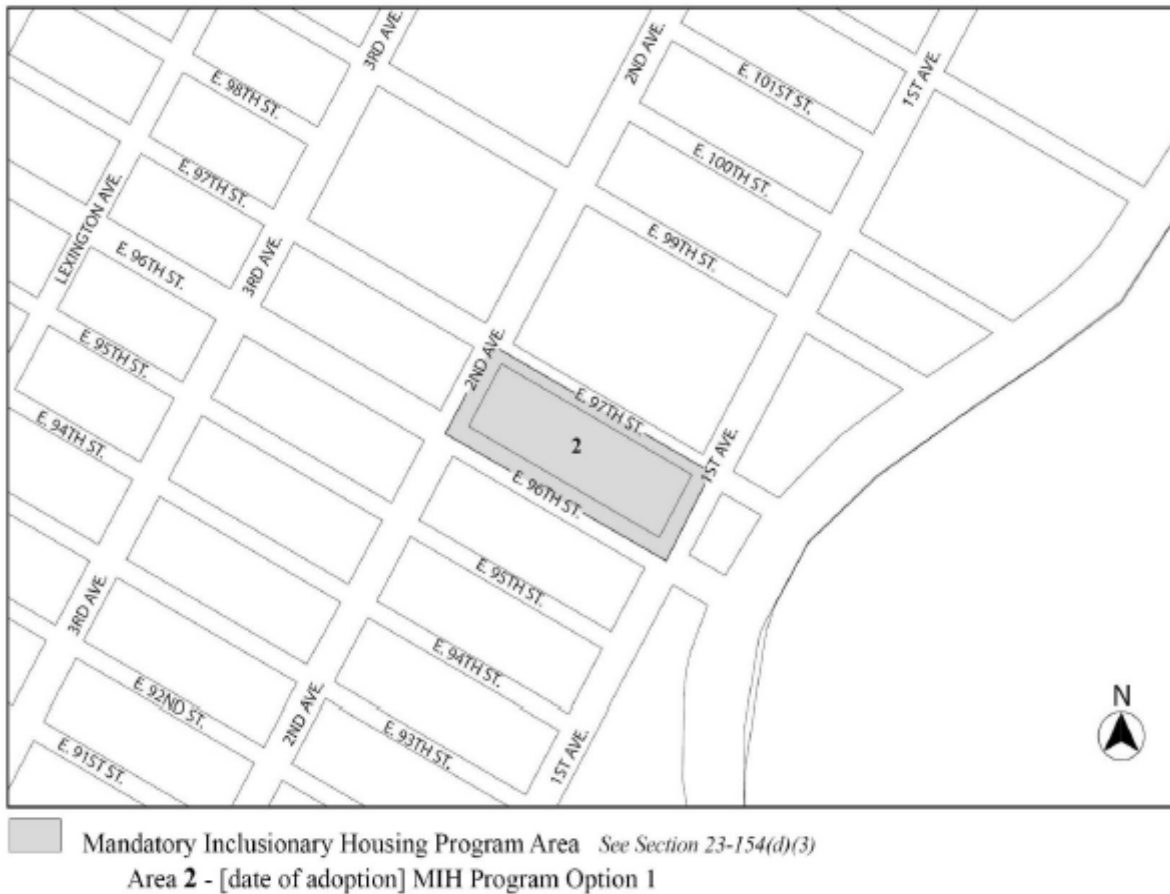 3RD AVE.
2ND AVE.
1ST AVE.
E. 101ST ST.
E. 98TH ST.
E. 100TH ST.
E. 97TH ST.
LEXINGTON AVE.
E. 99TH ST.
E. 96TH ST.
3RD AVE.
E. 95TH ST.
2ND AVE.
E. 97TH ST.
E. 94TH ST.
2
1ST AVE.
E. 96TH ST.
E. 95TH ST.
3RD AVE.
E. 94TH ST.
E. 92ND ST.
2ND AVE.
N
E. 93TH ST.
E. 91ST ST.
1ST AVE.
Mandatory Inclusionary Housing Program Area See Section 23-154(d)(3)
Area 2 - [date of adoption] MIH Program Option 1